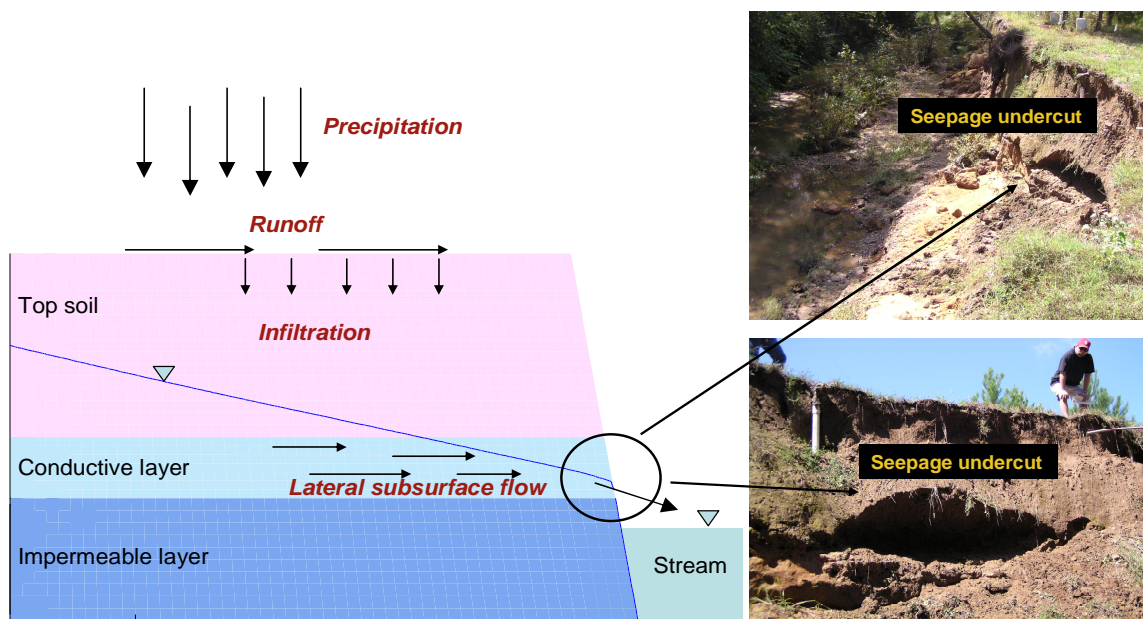 Precipitation
Runoff
Top soil
Infiltration
Conductive layer
Lateral subsurface flow
Impermeable layer
Stream
Seepage undercut
Seepage undercut